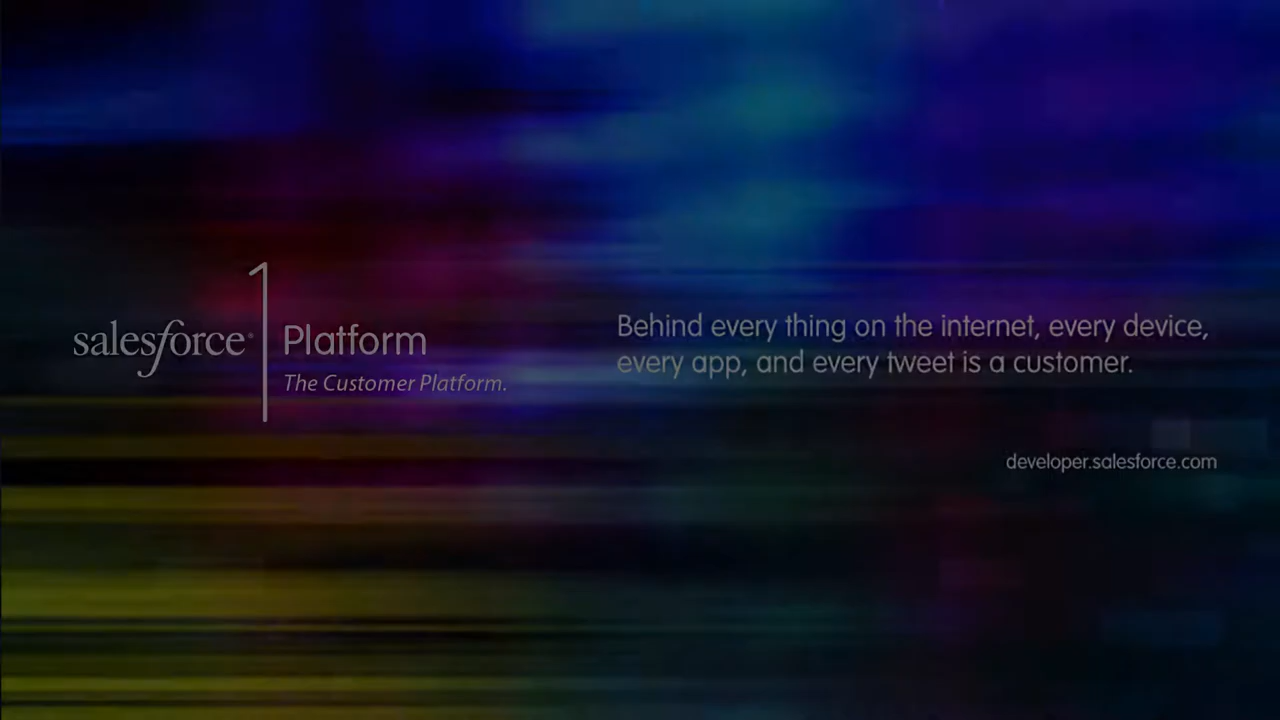 salesforce® 1 Platform
The Customer Platform.
Behind every thing on the internet, every device,
every app, and every tweet is a customer.
developer.salesforce.com